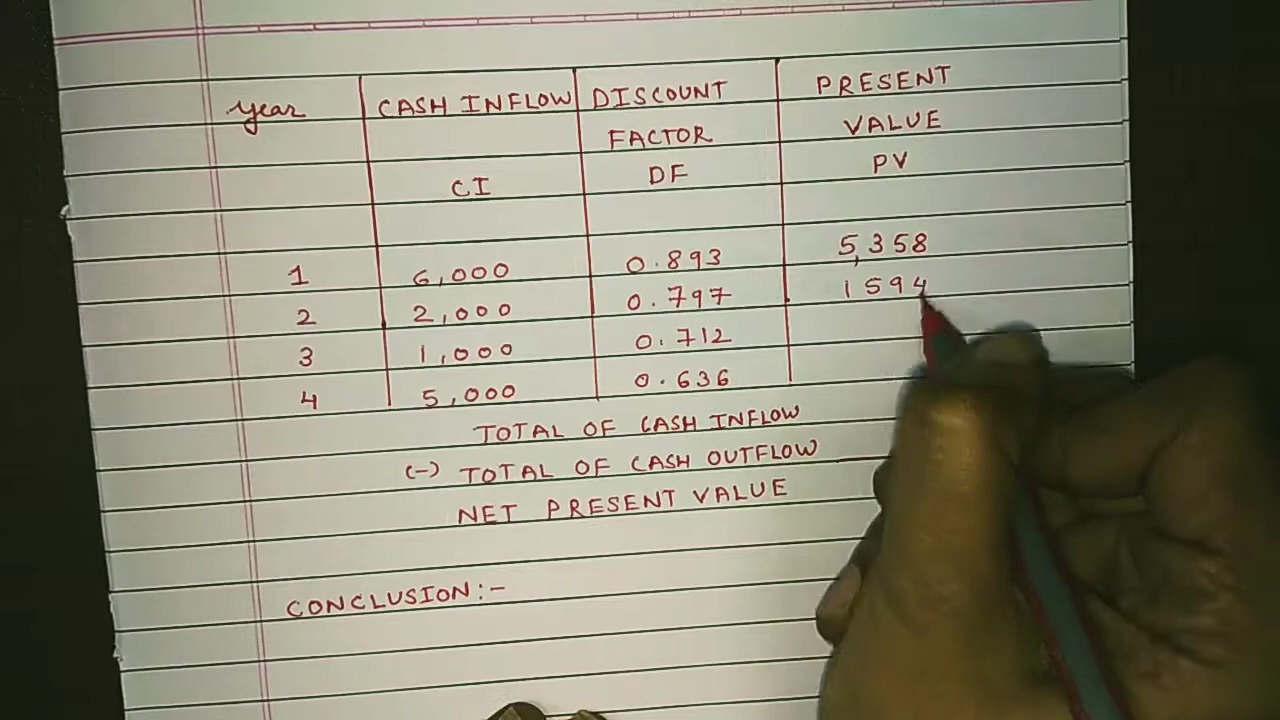 year CASH INFLOW DISCOUNT PRESENT
FACTOR VALUE
CI DF PV
1 6,000 0.893 5,358
2 2,000 0.797 1594
3 1,000 0.712
4 5,000 0.636
TOTAL OF CASH INFLOW
(-) TOTAL OF CASH OUTFLOW
NET PRESENT VALUE
CONCLUSION:-